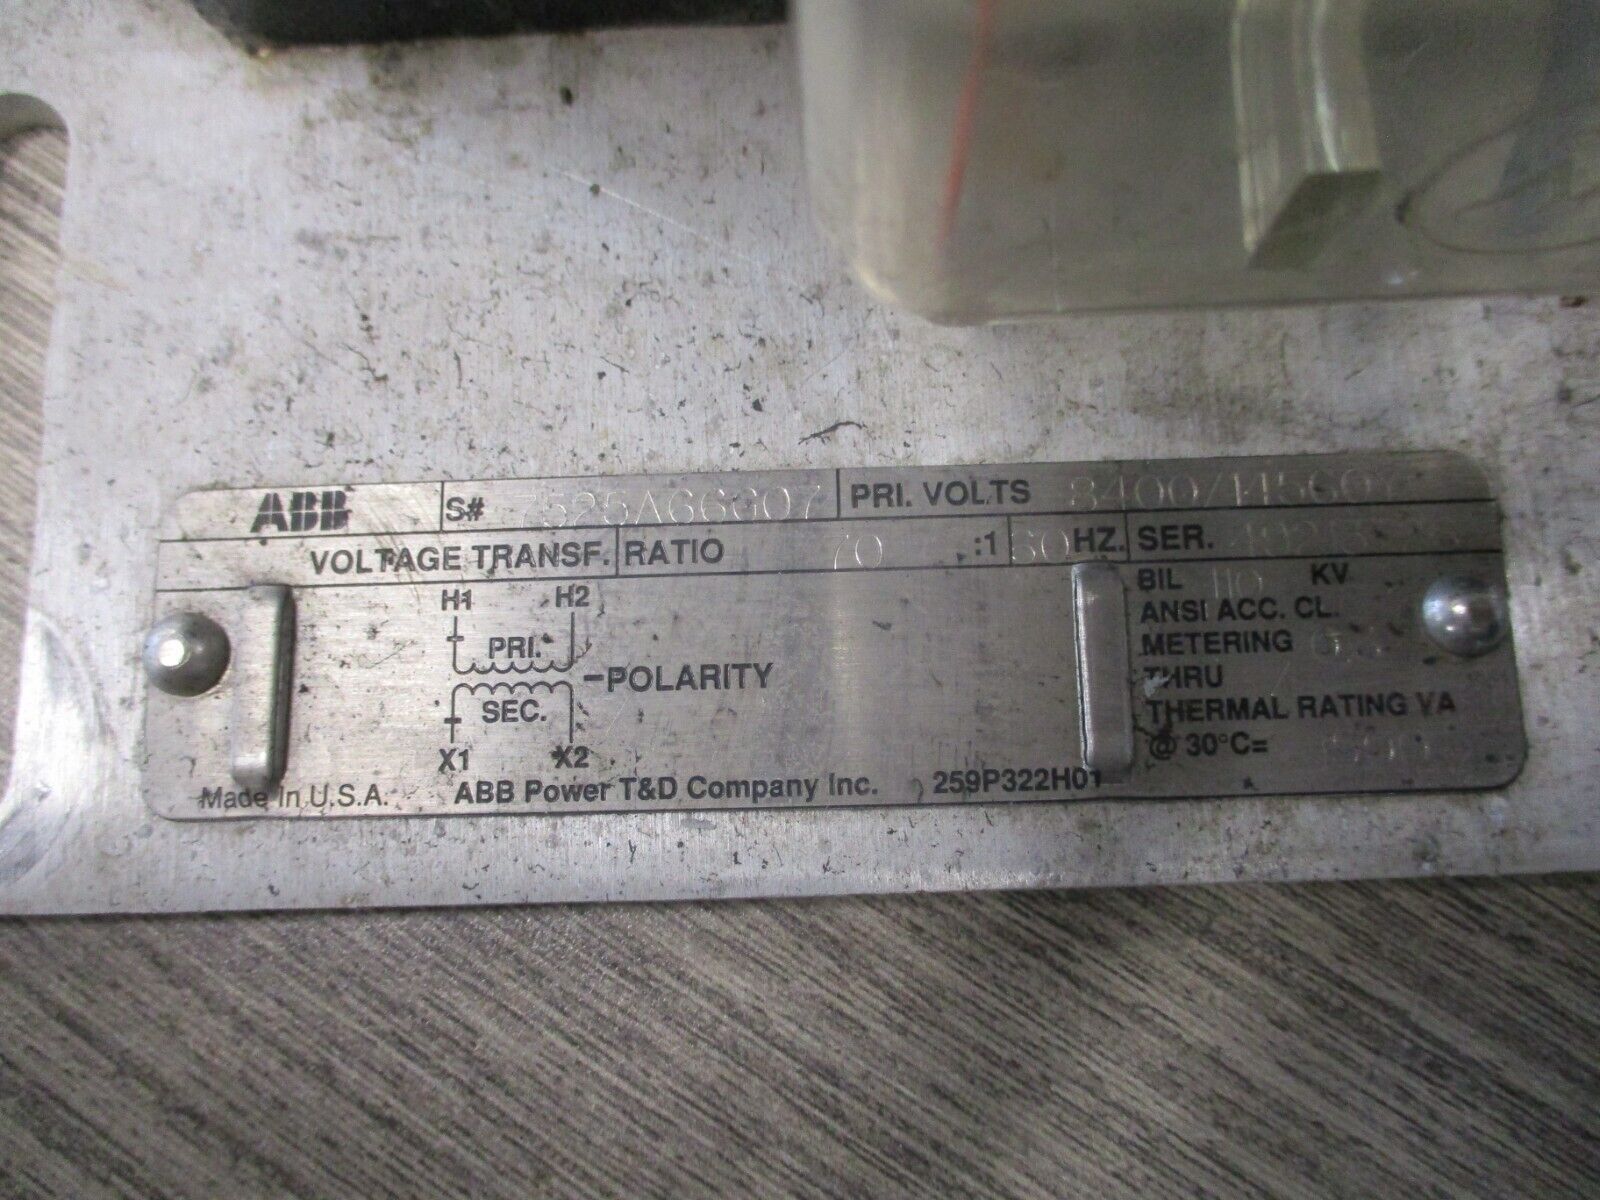 ABB S# 7525A66G07 PRI. VOLTS 8400/14560Y
VOLTAGE TRANSF. RATIO 70 :1 60 HZ. SER.
H1 H2
PRI.
POLARITY
SEC.
X1 X2
BIL 110 KV
ANSI ACC. CL.
METERING
THRU
THERMAL RATING VA
@ 30°C=
Made In U.S.A. ABB Power T&D Company Inc. 259P322H01